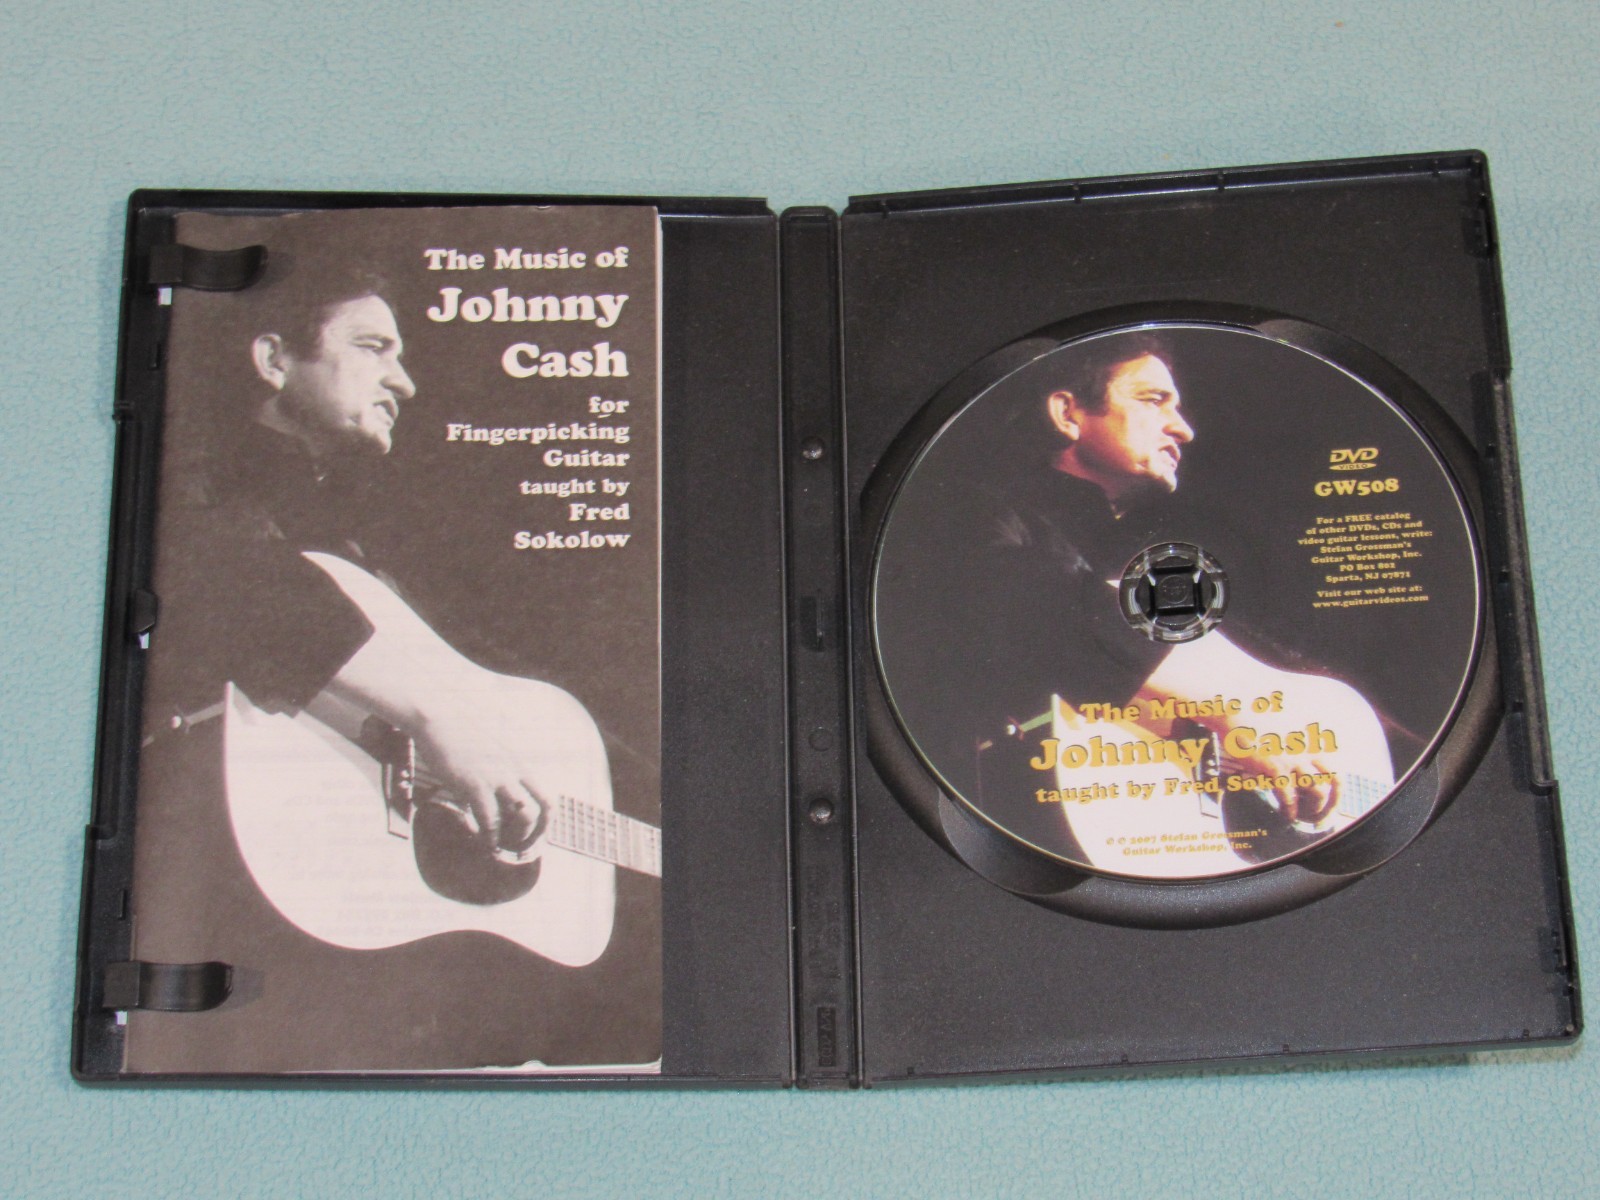 The Music of
Johnny
Cash
for
Fingerpicking
Guitar
taught by
Fred
Sokolow
DVD
VIDEO
GW508
For a FREE catalog
of other DVDs, CDs and
video guitar lessons, write:
Stefan Grossman's
Guitar Workshop, Inc.
PO Box 802
Sparta, NJ 07871
Visit our web site at:
www.guitarvideos.com
The Music of
Johnny Cash
taught by Fred Sokolow
© ℗ 2007 Stefan Grossman's
Guitar Workshop, Inc.